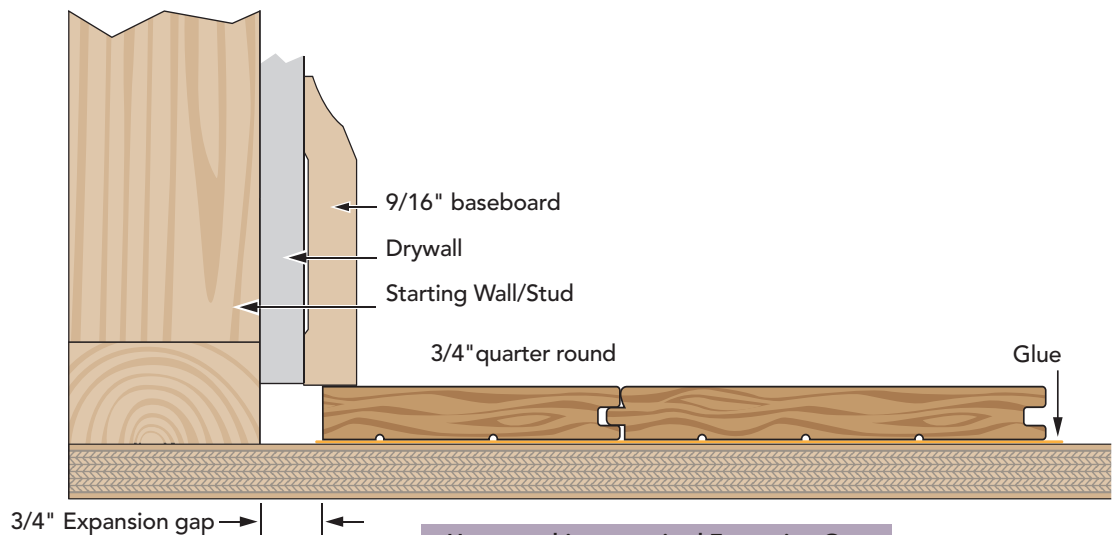 9/16" baseboard
Drywall
Starting Wall/Stud
3/4" quarter round
Glue
3/4" Expansion gap